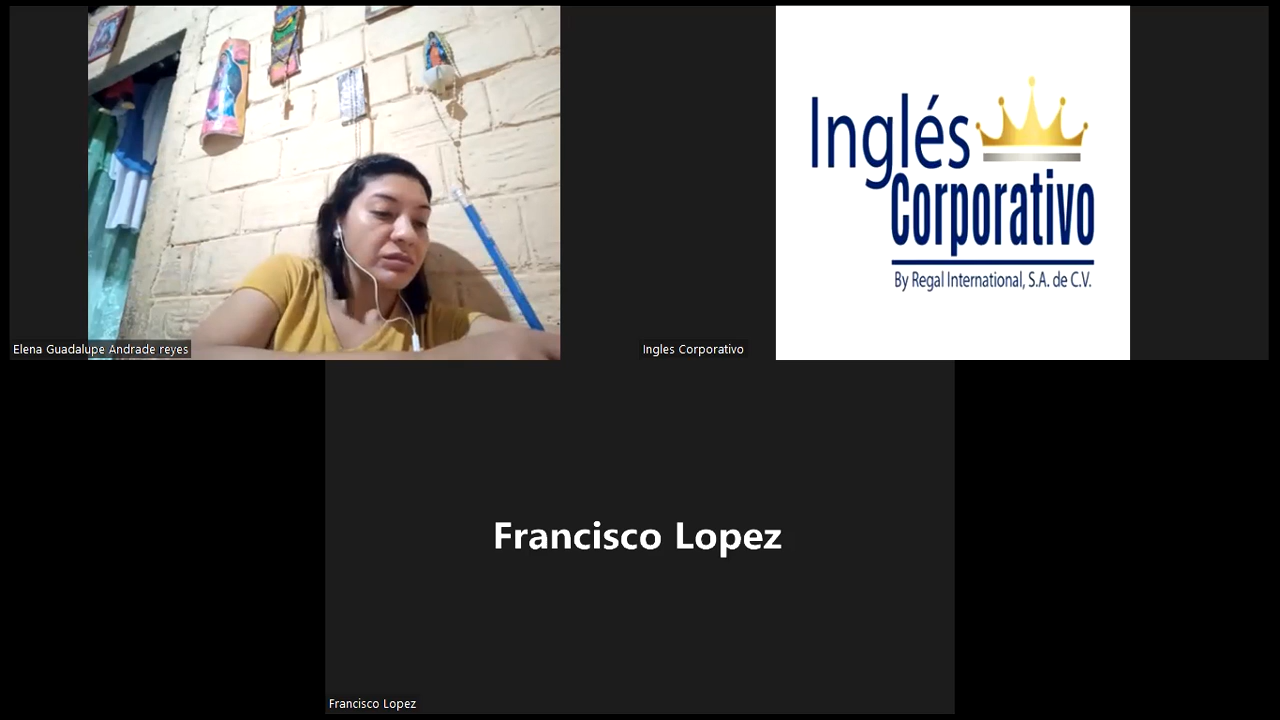 Inglés
Corporativo
By Regal International, S.A. de C.V.
Elena Guadalupe Andrade reyes
Ingles Corporativo
Francisco Lopez
Francisco Lopez